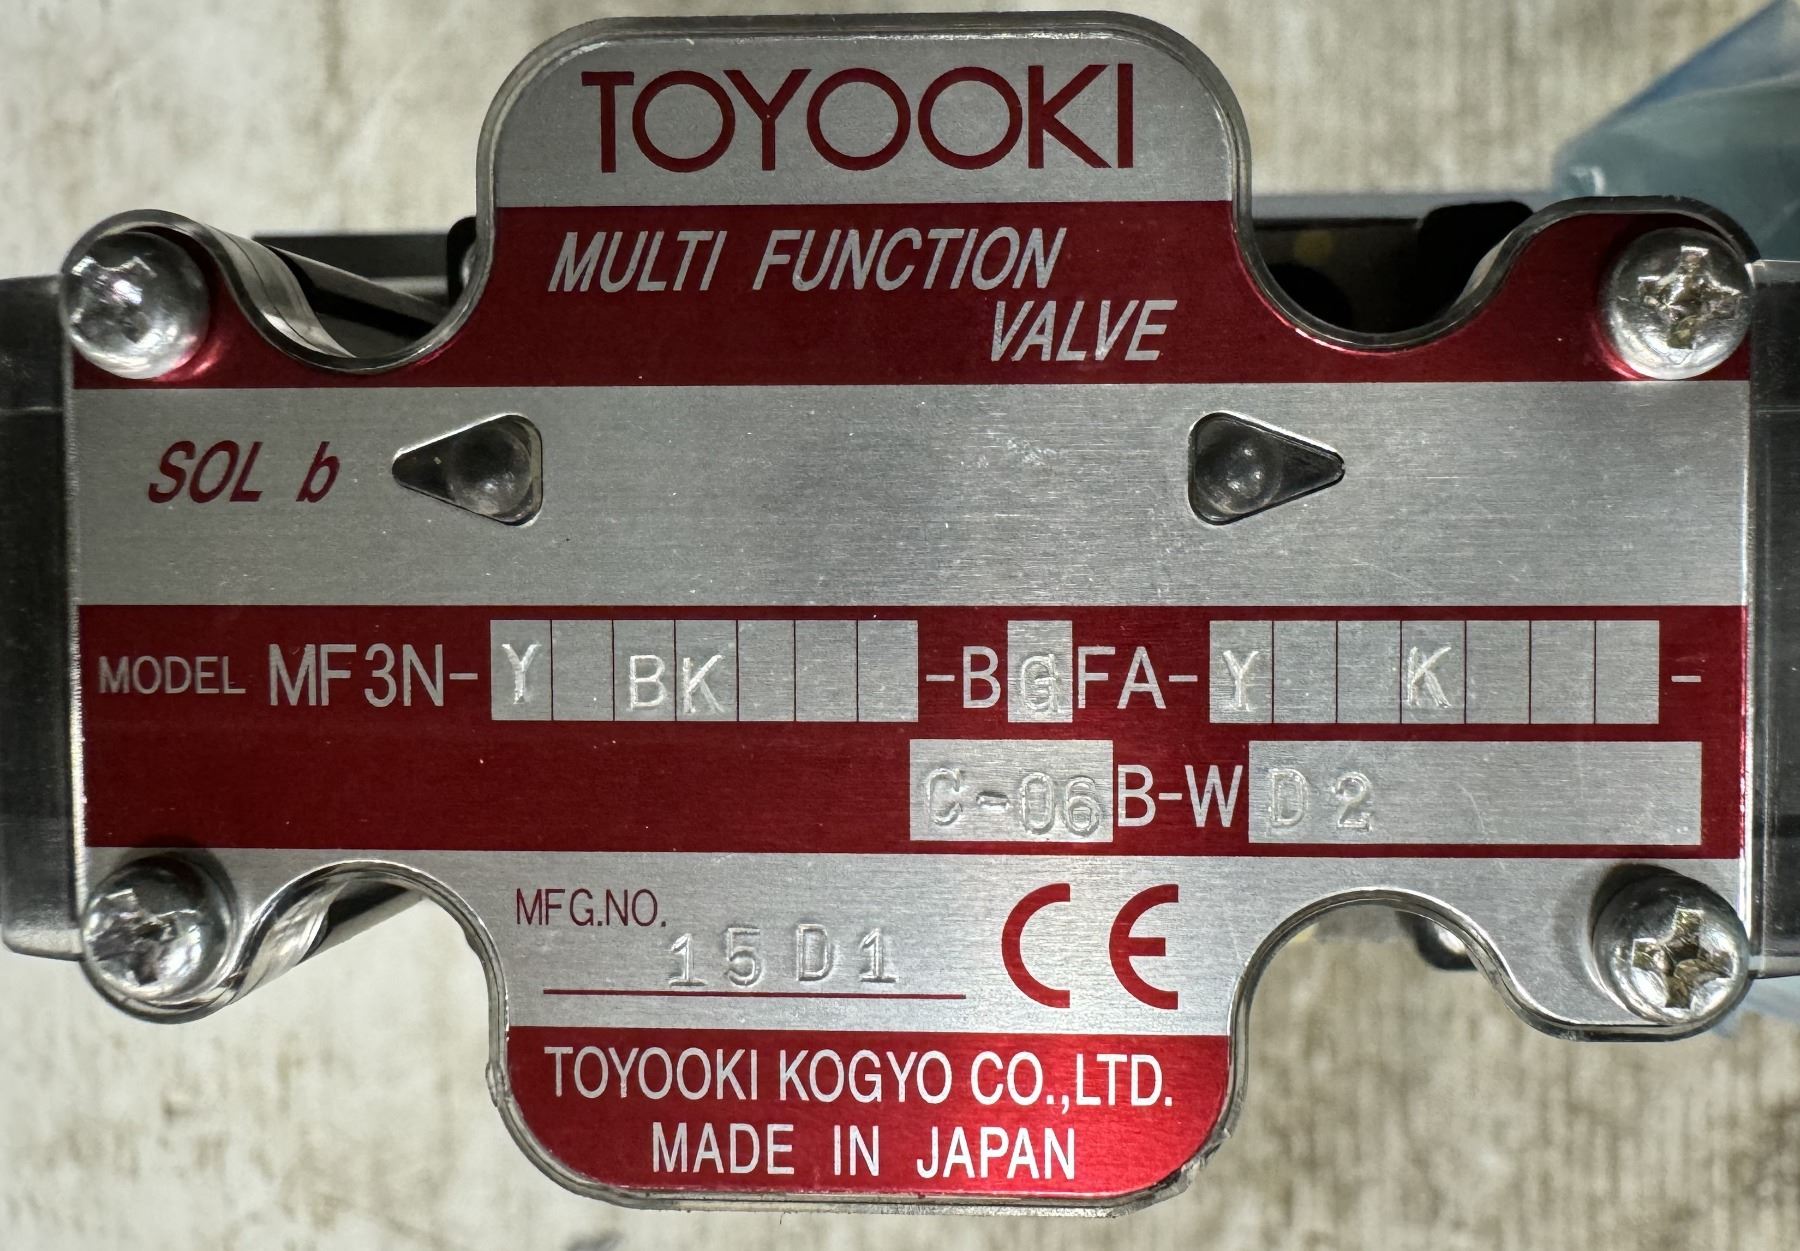 TOYOOKI
MULTI FUNCTION
VALVE
SOL b
MODEL MF3N-Y BK -BGFA-Y K -
C-06B-WD2
MFG.NO. 15D1 CE
TOYOOKI KOGYO CO.,LTD.
MADE IN JAPAN